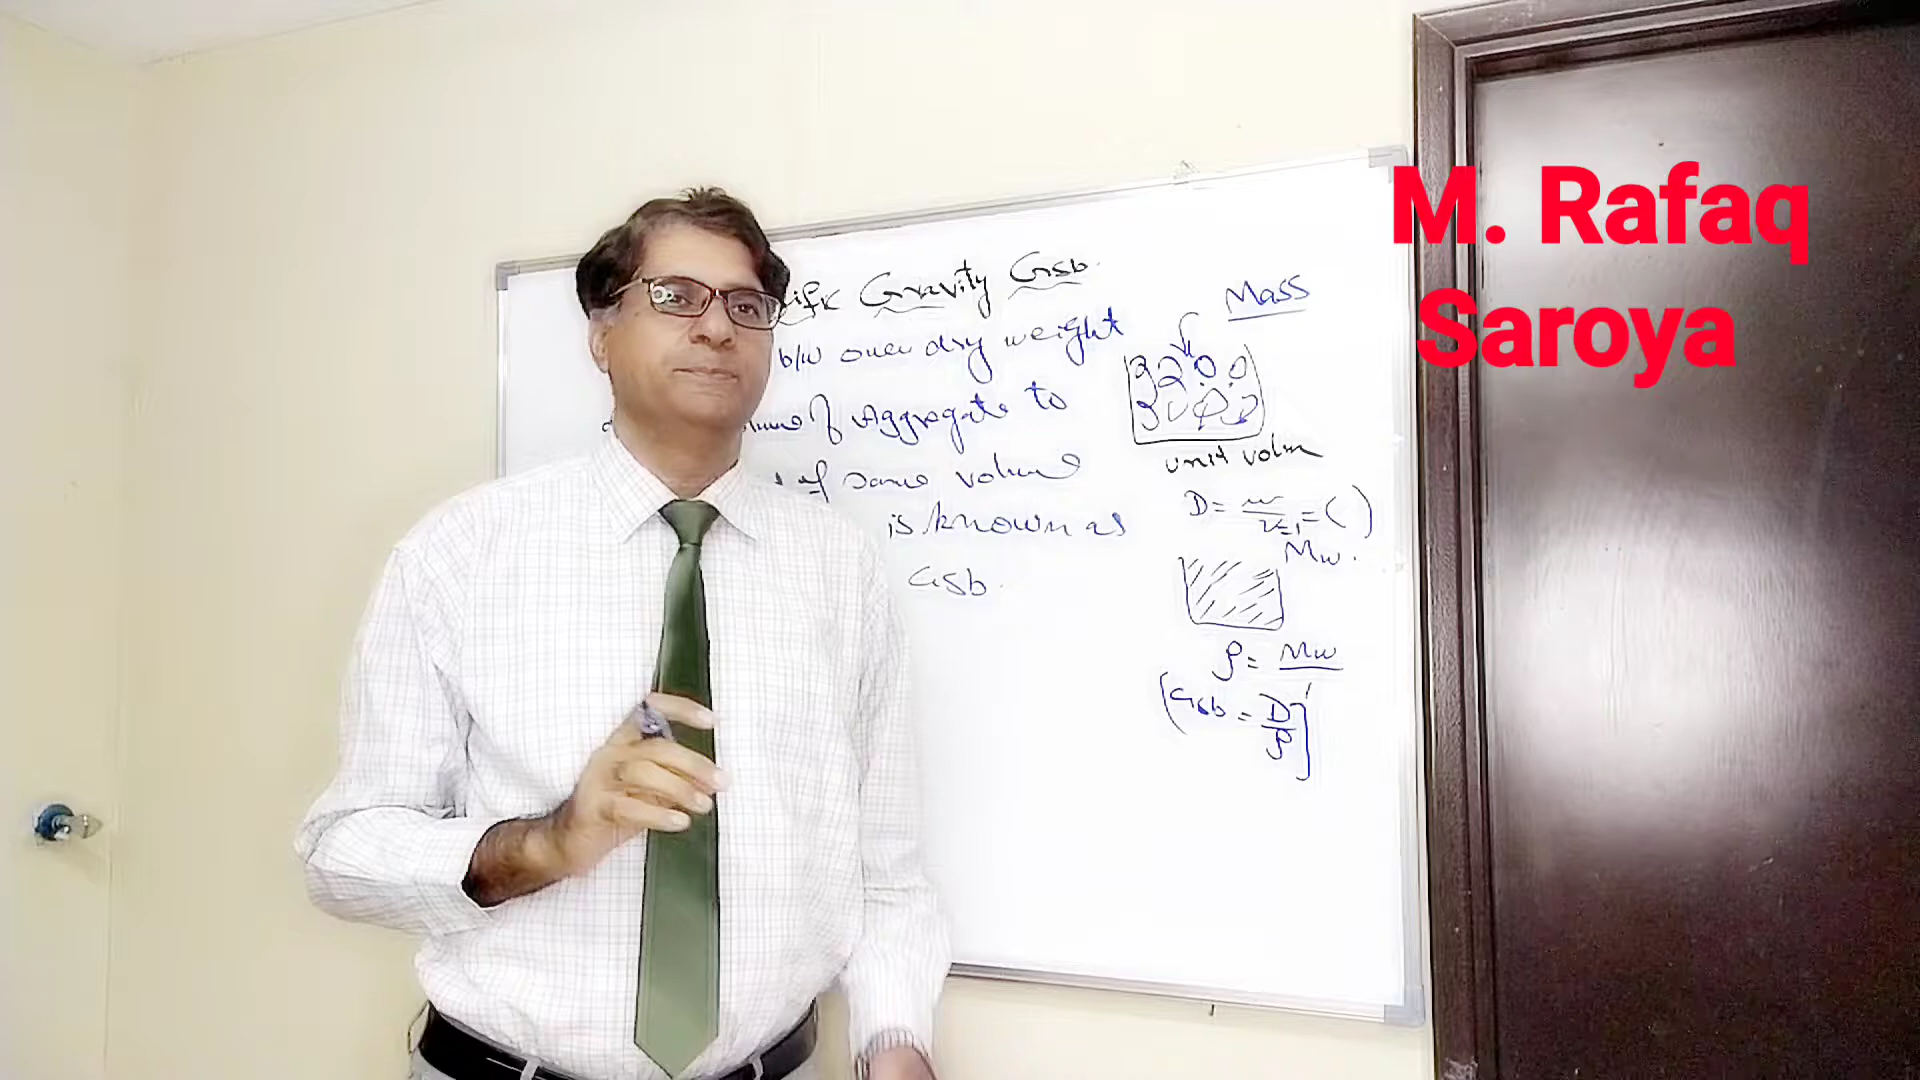 Gravity Gsb.
b/w oven dry weight
of Aggregate to
of same volume
is known as
Gsb.
Mass
unit volm
D = m/v=1 = ( )
Mw.
ρ = Mw/1
[Gsb = D/ρ]
M. Rafaq
Saroya